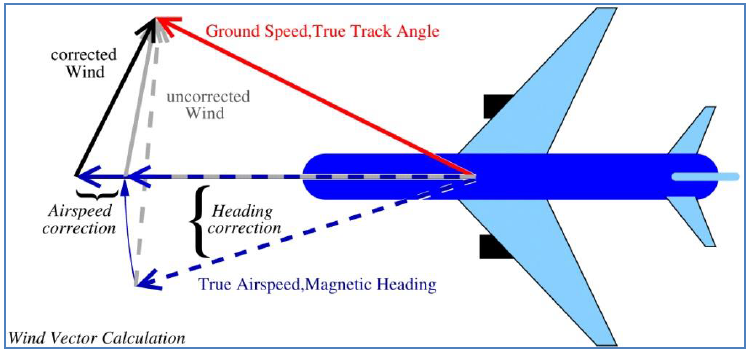 Ground Speed,True Track Angle
corrected
Wind
uncorrected
Wind
Airspeed
correction
Heading
correction
True Airspeed,Magnetic Heading
Wind Vector Calculation